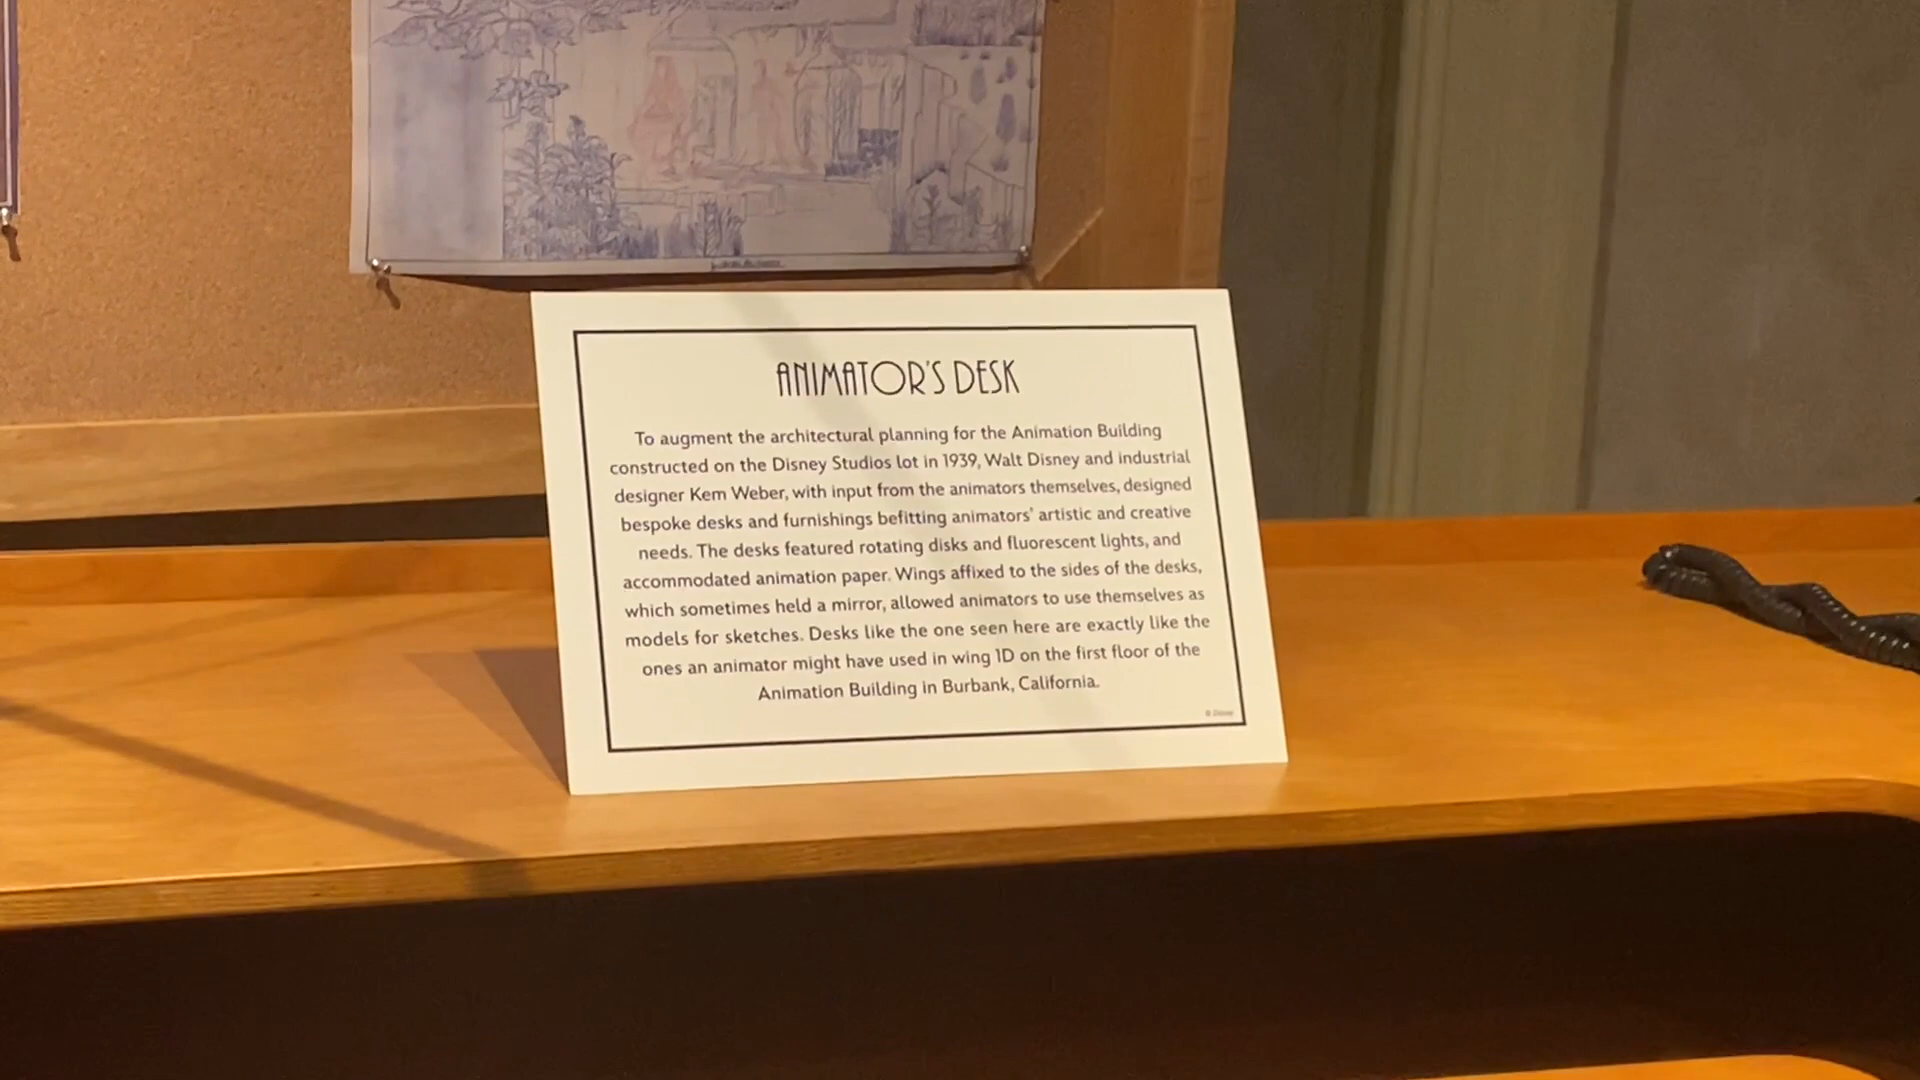 ANIMATOR'S DESK
To augment the architectural planning for the Animation Building
constructed on the Disney Studios lot in 1939, Walt Disney and industrial
designer Kem Weber, with input from the animators themselves, designed
bespoke desks and furnishings befitting animators' artistic and creative
needs. The desks featured rotating disks and fluorescent lights, and
accommodated animation paper. Wings affixed to the sides of the desks,
which sometimes held a mirror, allowed animators to use themselves as
models for sketches. Desks like the one seen here are exactly like the
ones an animator might have used in wing 1D on the first floor of the
Animation Building in Burbank, California.
© Disney